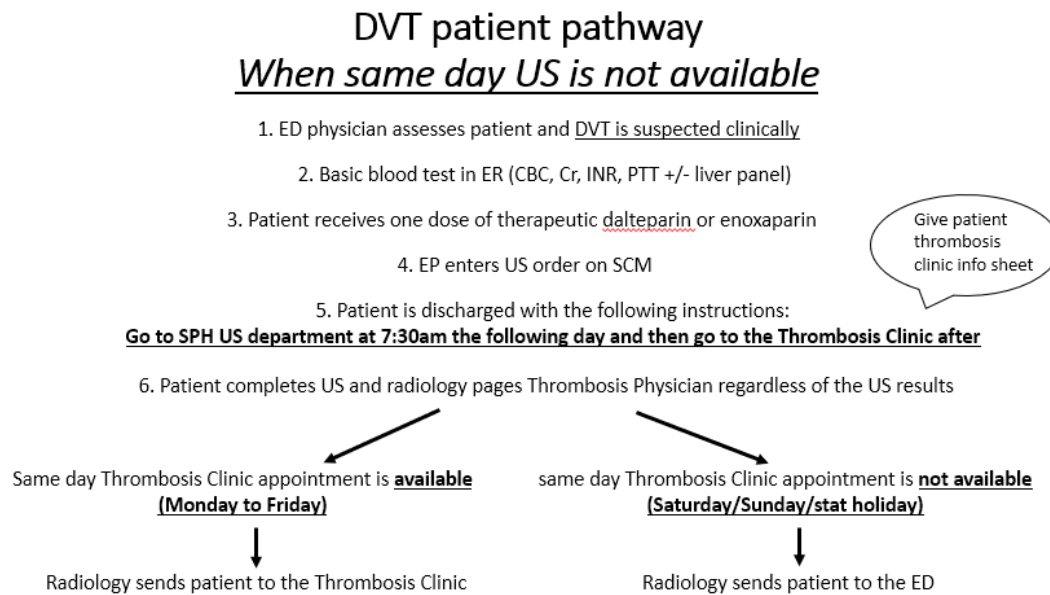 DVT patient pathway
When same day US is not available
1. ED physician assesses patient and DVT is suspected clinically
2. Basic blood test in ER (CBC, Cr, INR, PTT +/- liver panel)
3. Patient receives one dose of therapeutic dalteparin or enoxaparin
Give patient
thrombosis
clinic info sheet
4. EP enters US order on SCM
5. Patient is discharged with the following instructions:
Go to SPH US department at 7:30am the following day and then go to the Thrombosis Clinic after
6. Patient completes US and radiology pages Thrombosis Physician regardless of the US results
Same day Thrombosis Clinic appointment is available
(Monday to Friday)
Radiology sends patient to the Thrombosis Clinic
same day Thrombosis Clinic appointment is not available
(Saturday/Sunday/stat holiday)
Radiology sends patient to the ED